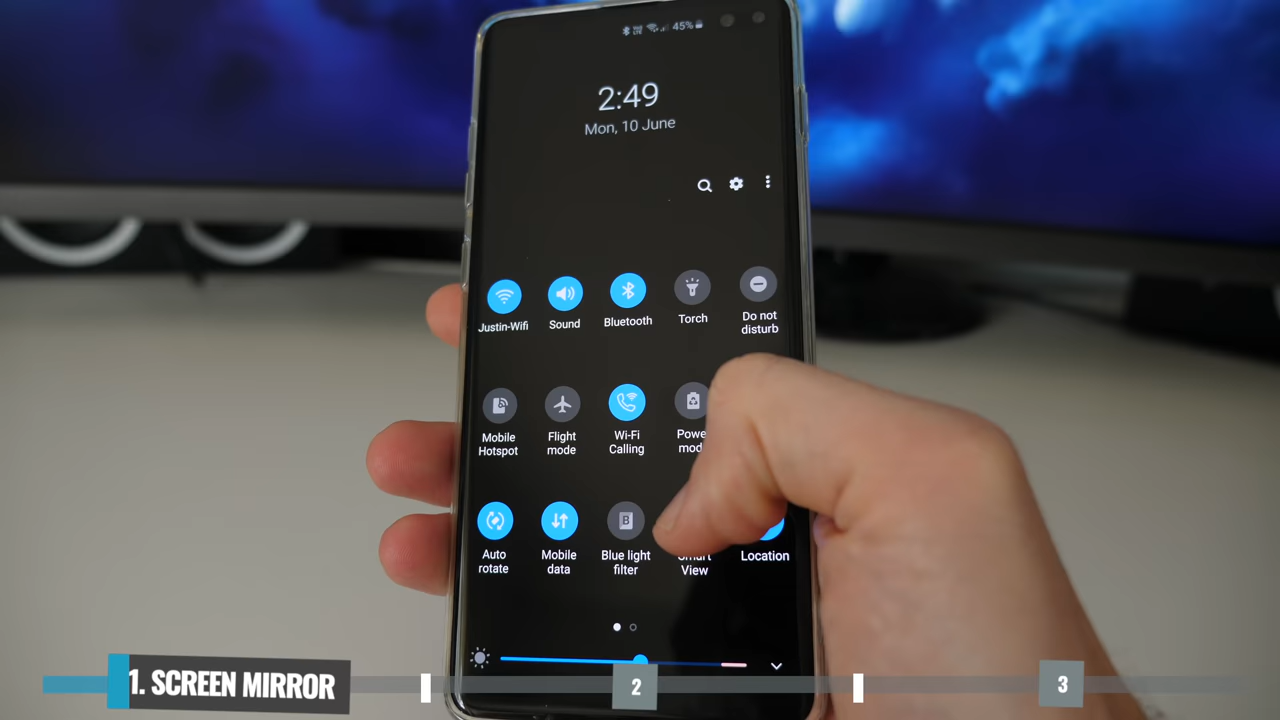 45%
2:49
Mon, 10 June
Justin-Wifi
Sound
Bluetooth
Torch
Do not
disturb
Mobile
Hotspot
Flight
mode
Wi-Fi
Calling
Auto
rotate
Mobile
data
B
Blue light
filter
View
Location
1. SCREEN MIRROR
2
3